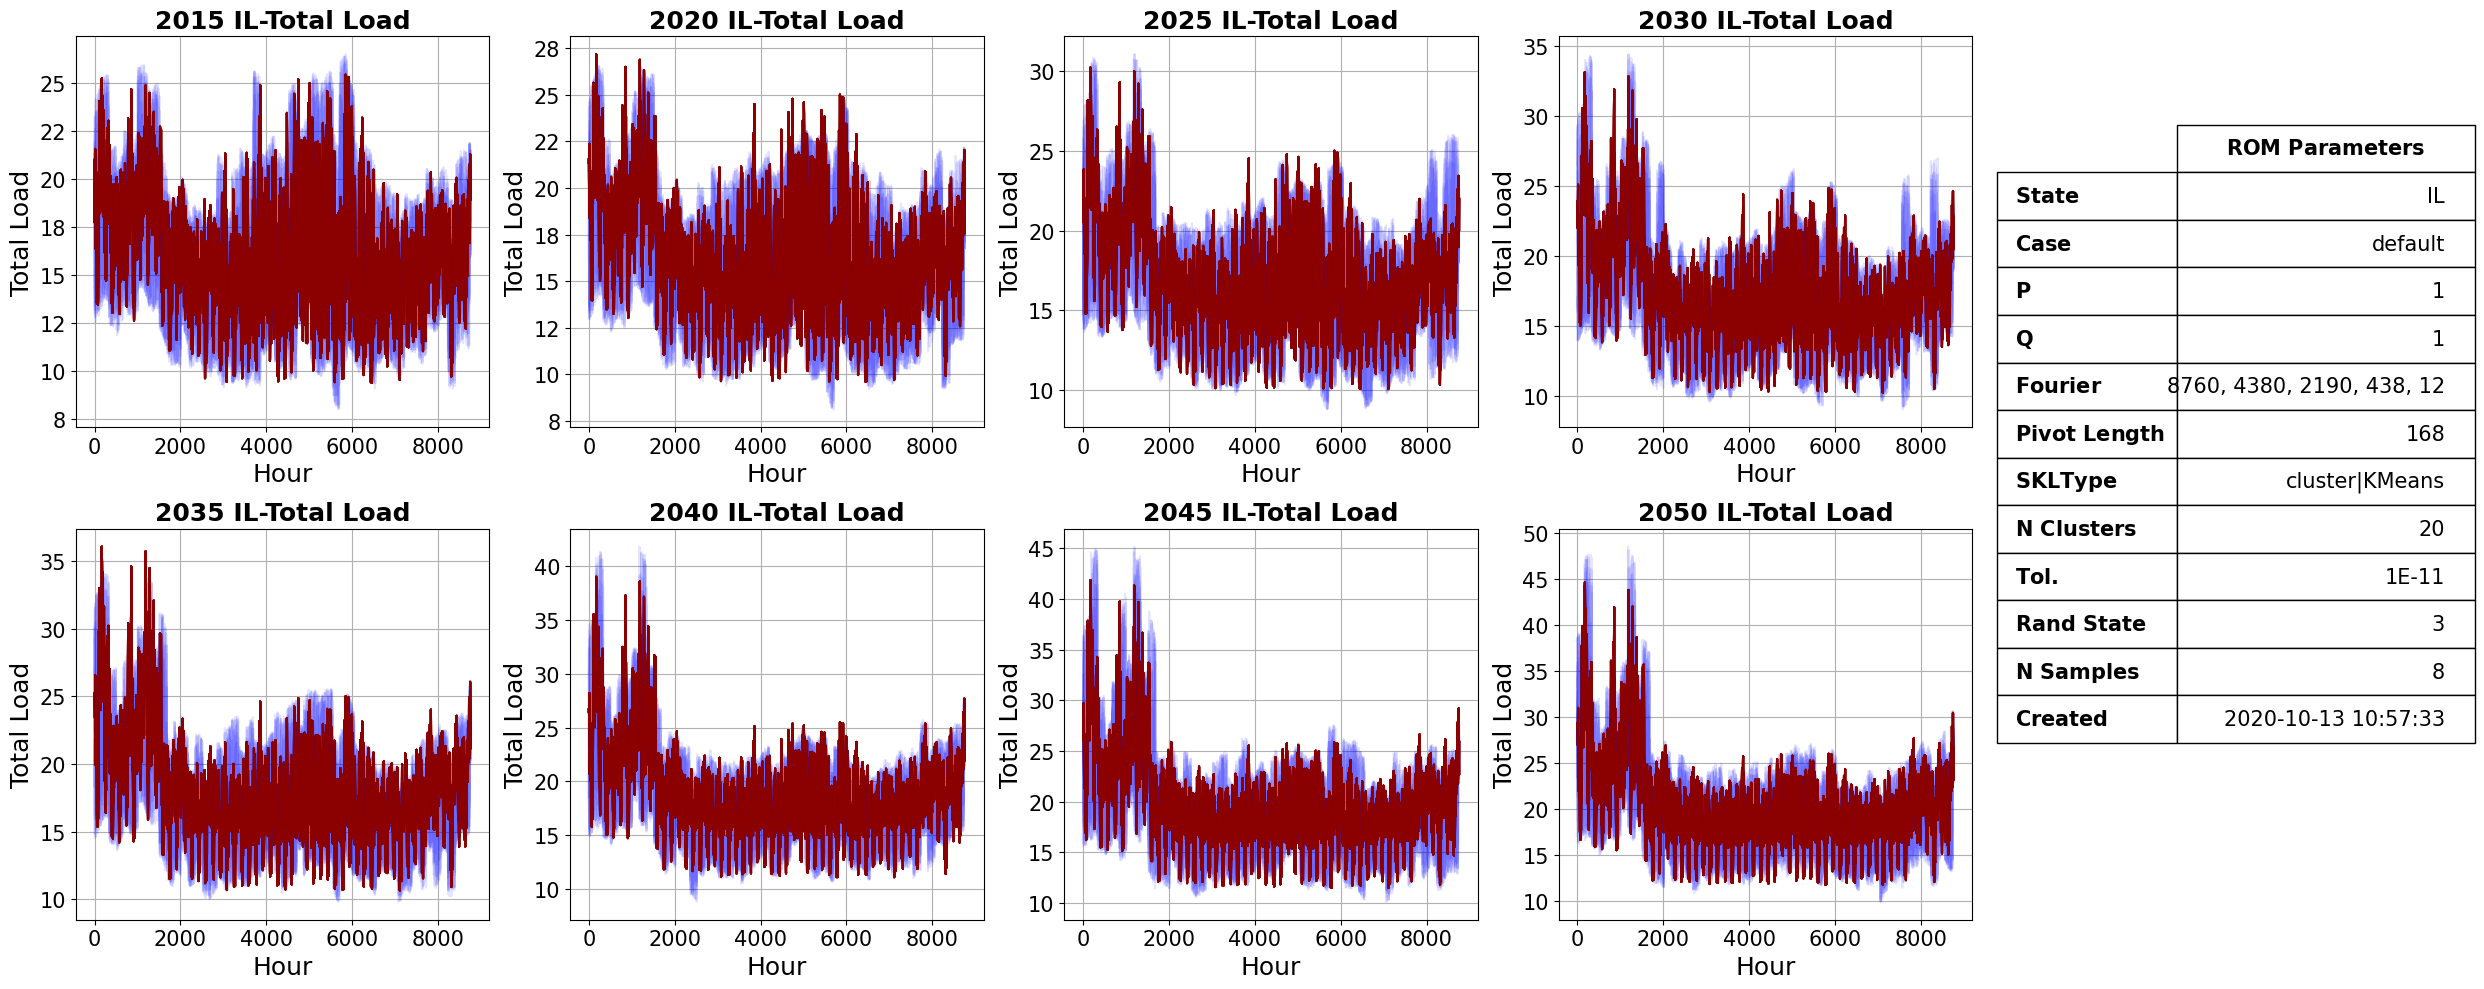 2015 IL-Total Load
25
22
20
18
15
12
10
8
Total Load
0 2000 4000 6000 8000
Hour
2020 IL-Total Load
28
25
22
20
18
15
12
10
8
Total Load
0 2000 4000 6000 8000
Hour
2025 IL-Total Load
30
25
20
15
10
Total Load
0 2000 4000 6000 8000
Hour
2030 IL-Total Load
35
30
25
20
15
10
Total Load
0 2000 4000 6000 8000
Hour
2035 IL-Total Load
35
30
25
20
15
10
Total Load
0 2000 4000 6000 8000
Hour
2040 IL-Total Load
40
35
30
25
20
15
10
Total Load
0 2000 4000 6000 8000
Hour
2045 IL-Total Load
45
40
35
30
25
20
15
10
Total Load
0 2000 4000 6000 8000
Hour
2050 IL-Total Load
50
45
40
35
30
25
20
15
10
Total Load
0 2000 4000 6000 8000
Hour
ROM Parameters
State IL
Case default
P 1
Q 1
Fourier 8760, 4380, 2190, 438, 12
Pivot Length 168
SKLType cluster|KMeans
N Clusters 20
Tol. 1E-11
Rand State 3
N Samples 8
Created 2020-10-13 10:57:33